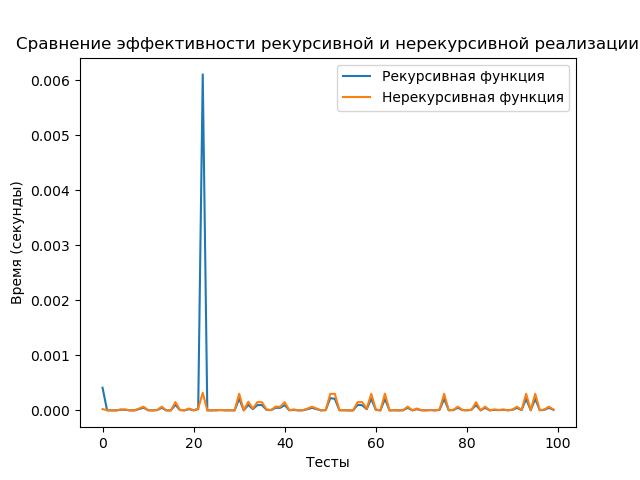 Сравнение эффективности рекурсивной и нерекурсивной реализации
Рекурсивная функция
Нерекурсивная функция
Время (секунды)
0.006
0.005
0.004
0.003
0.002
0.001
0.000
0 20 40 60 80 100
Тесты